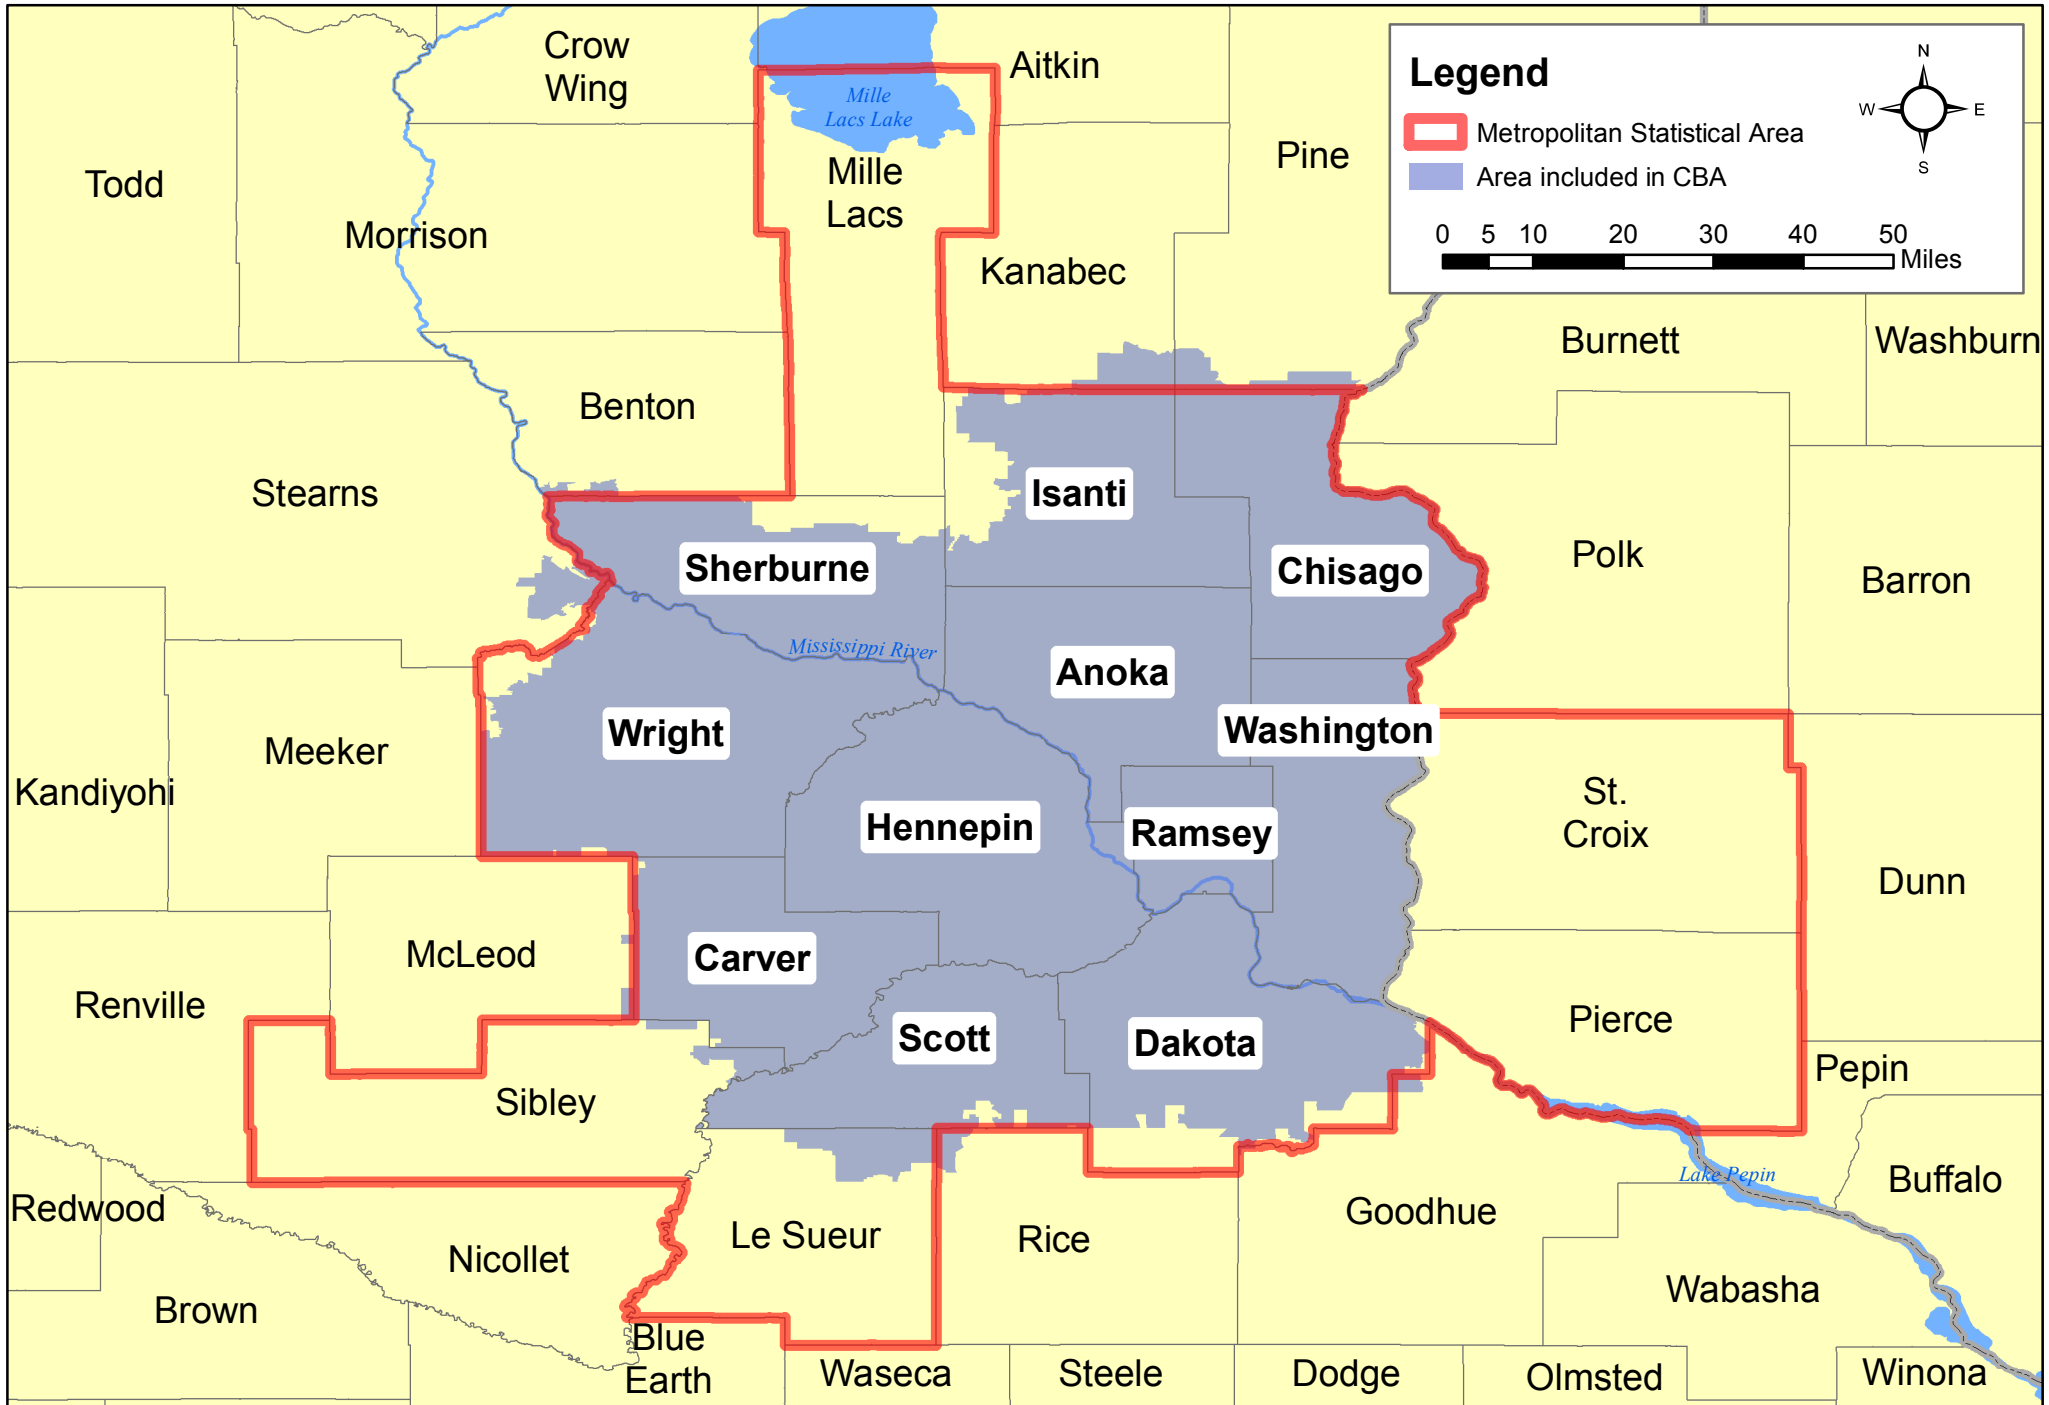 Crow
Wing
Aitkin
Mille
Lacs Lake
Pine
Todd
Mille
Lacs
Morrison
Kanabec
Legend
Metropolitan Statistical Area
Area included in CBA
N
W
E
S
0 5 10 20 30 40 50
Miles
Burnett
Washburn
Benton
Stearns
Isanti
Sherburne
Chisago
Polk
Barron
Mississippi River
Anoka
Wright
Washington
Meeker
Kandiyohi
St.
Croix
Hennepin
Ramsey
Dunn
McLeod
Carver
Renville
Scott
Dakota
Pierce
Pepin
Sibley
Lake Pepin
Buffalo
Redwood
Le Sueur
Rice
Goodhue
Nicollet
Wabasha
Brown
Blue
Earth
Waseca
Steele
Dodge
Olmsted
Winona